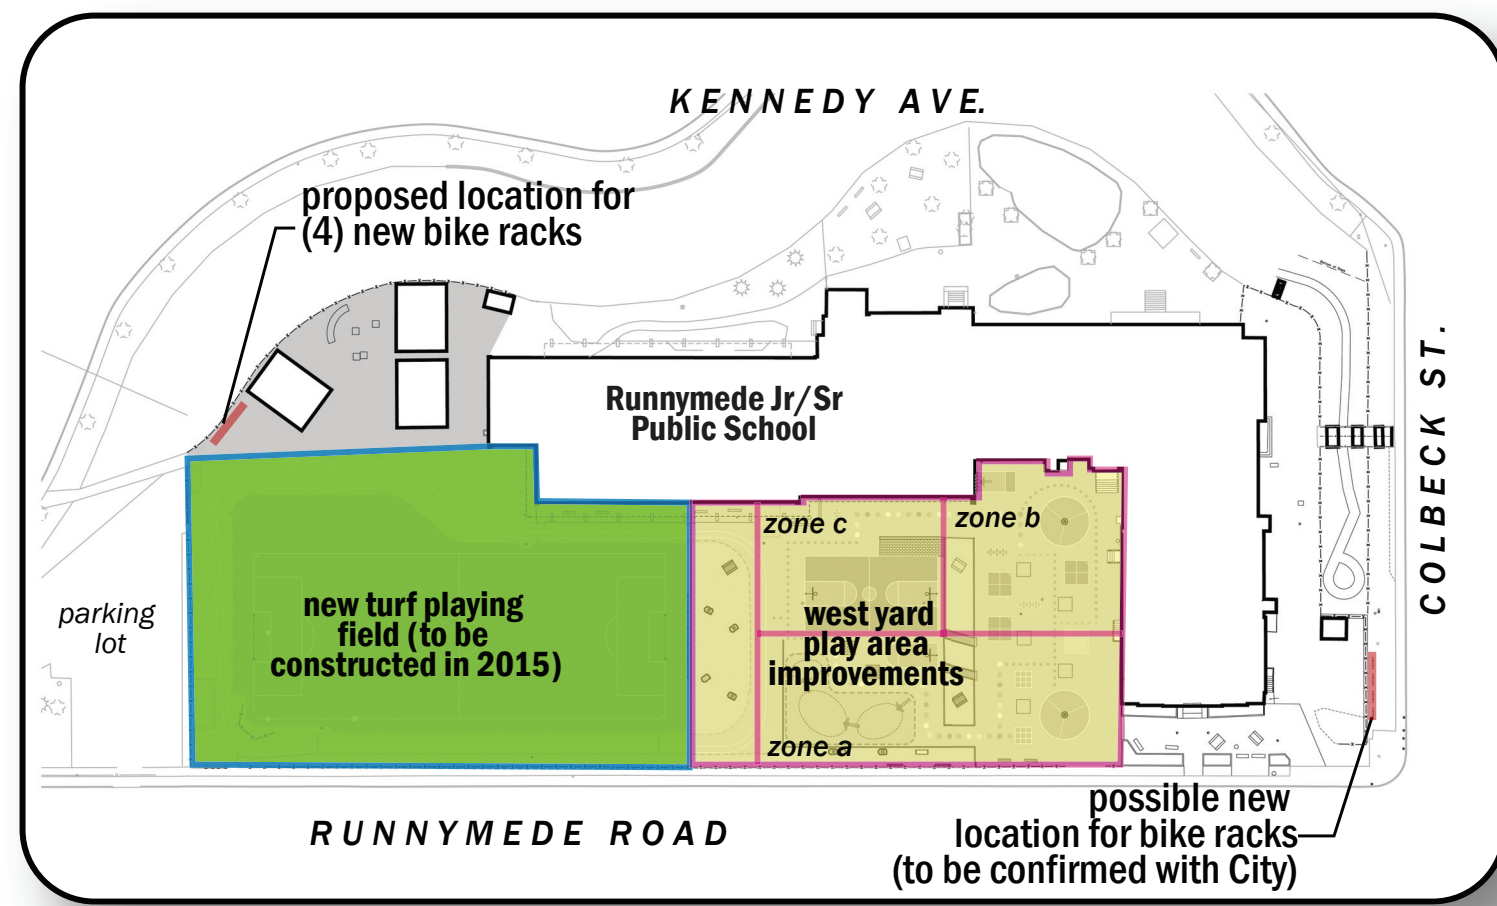 KENNEDY AVE.
proposed location for
(4) new bike racks
Runnymede Jr/Sr
Public School
COLBECK ST.
zone c
zone b
parking
lot
new turf playing
field (to be
constructed in 2015)
west yard
play area
improvements
zone a
RUNNYMEDE ROAD
possible new
location for bike racks
(to be confirmed with City)